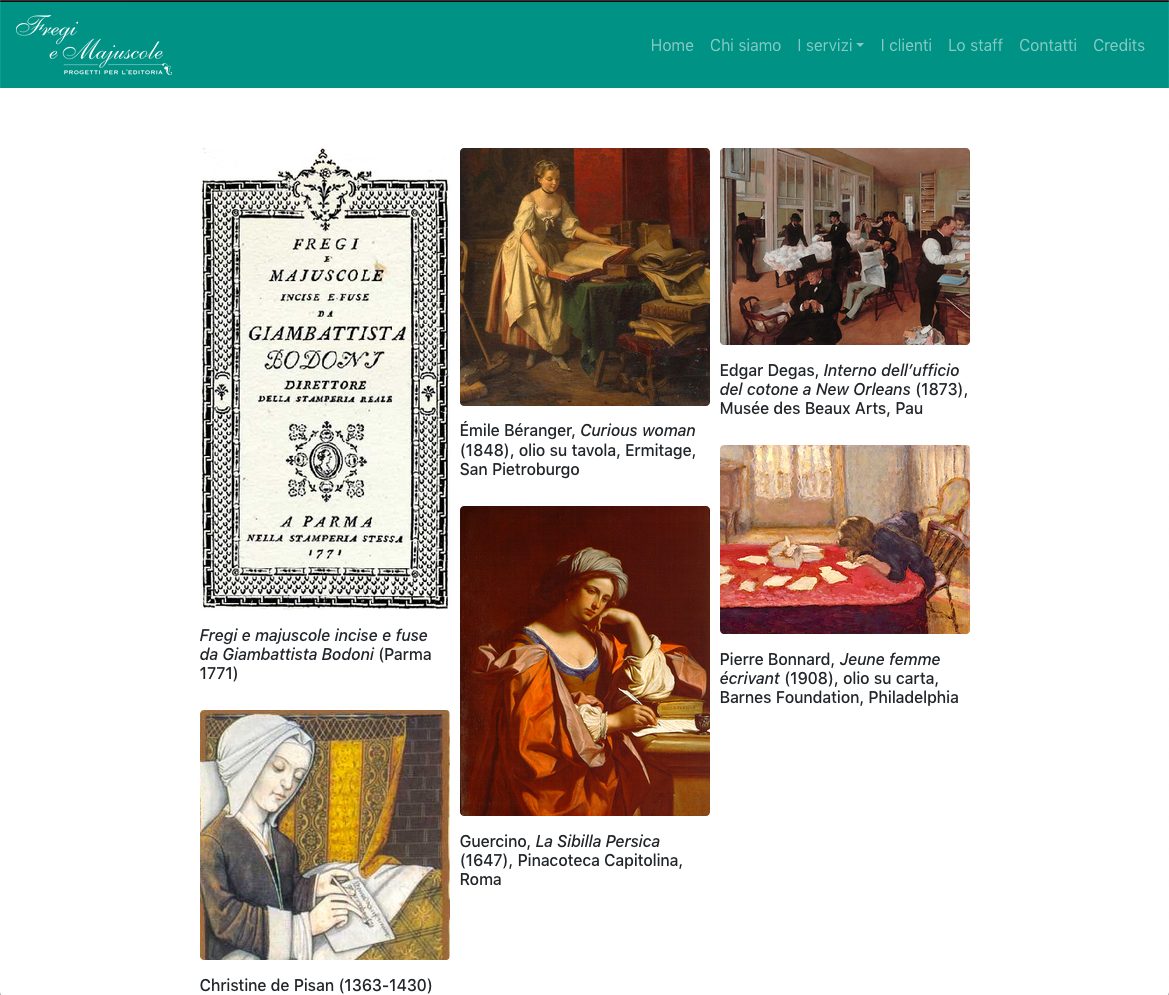 Fregi
e Majuscole
PROGETTI PER L'EDITORIA
Home Chi siamo I servizi I clienti Lo staff Contatti Credits
FREGI
E
MAJUSCOLE
INCISE E FUSE
DA
GIAMBATTISTA
BODONI
DIRETTORE
DELLA STAMPERIA REALE
A PARMA
NELLA STAMPERIA STESSA
1771
Fregi e majuscole incise e fuse
da Giambattista Bodoni (Parma
1771)
Christine de Pisan (1363-1430)
Émile Béranger, Curious woman
(1848), olio su tavola, Ermitage,
San Pietroburgo
Guercino, La Sibilla Persica
(1647), Pinacoteca Capitolina,
Roma
Edgar Degas, Interno dell’ufficio
del cotone a New Orleans (1873),
Musée des Beaux Arts, Pau
Pierre Bonnard, Jeune femme
écrivant (1908), olio su carta,
Barnes Foundation, Philadelphia